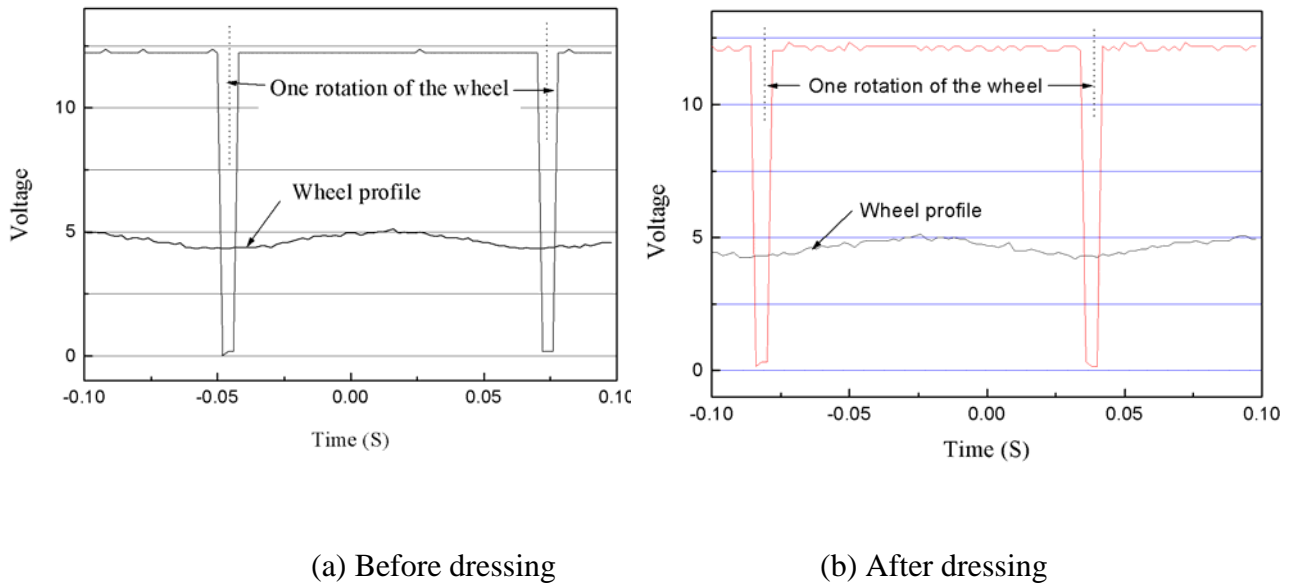 10
5
0
Voltage
One rotation of the wheel
Wheel profile
-0.10 -0.05 0.00 0.05 0.10
Time (S)
10
5
0
Voltage
One rotation of the wheel
Wheel profile
-0.10 -0.05 0.00 0.05 0.10
Time (S)
(a) Before dressing
(b) After dressing